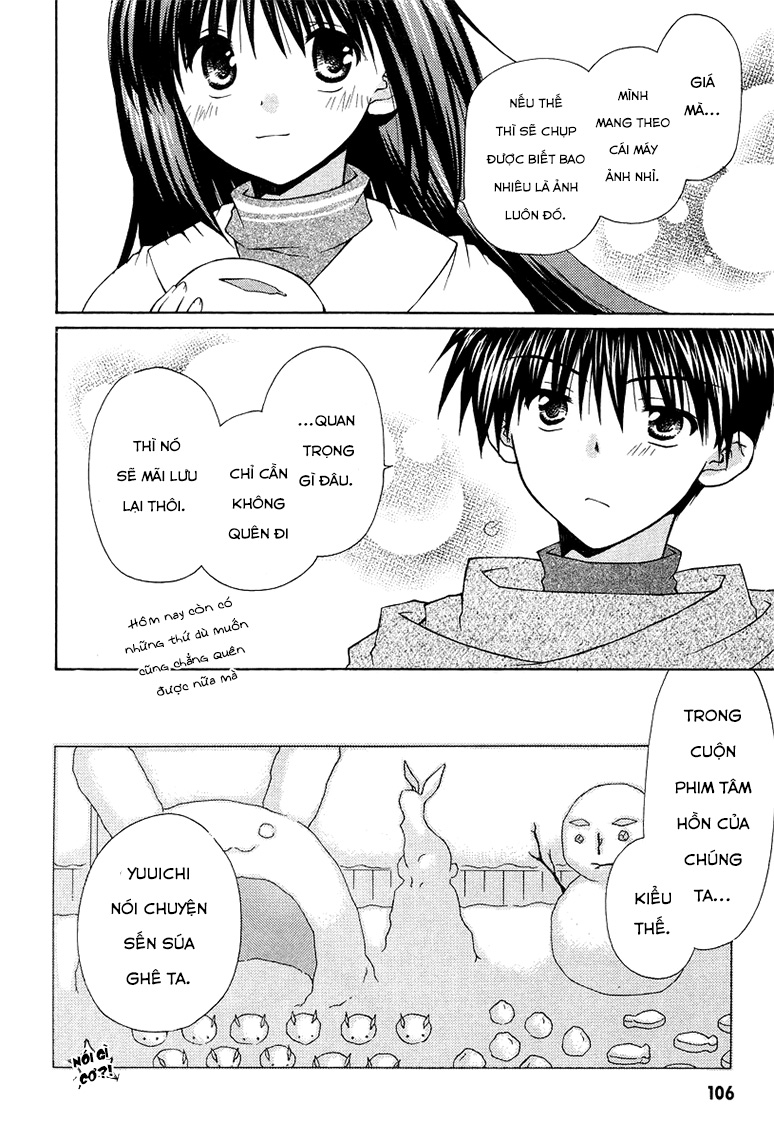 GIÁ
MÀ...
MÌNH
MANG THEO
CÁI MÁY
ẢNH NHỈ.
NẾU THẾ
THÌ SẼ CHỤP
ĐƯỢC BIẾT BAO
NHIÊU LÀ ẢNH
LUÔN ĐÓ.
...QUAN
TRỌNG
GÌ ĐÂU.
CHỈ CẦN
KHÔNG
QUÊN ĐI
THÌ NÓ
SẼ MÃI LƯU
LẠI THÔI.
Hôm nay còn có
những thứ dù muốn
cũng chẳng quên
được nữa mà
TRONG
CUỘN
PHIM TÂM
HỒN CỦA
CHÚNG
TA...
KIỂU
THẾ.
YUUICHI
NÓI CHUYỆN
SẾN SÚA
GHÊ TA.
NÓI GÌ
CƠ?!
106